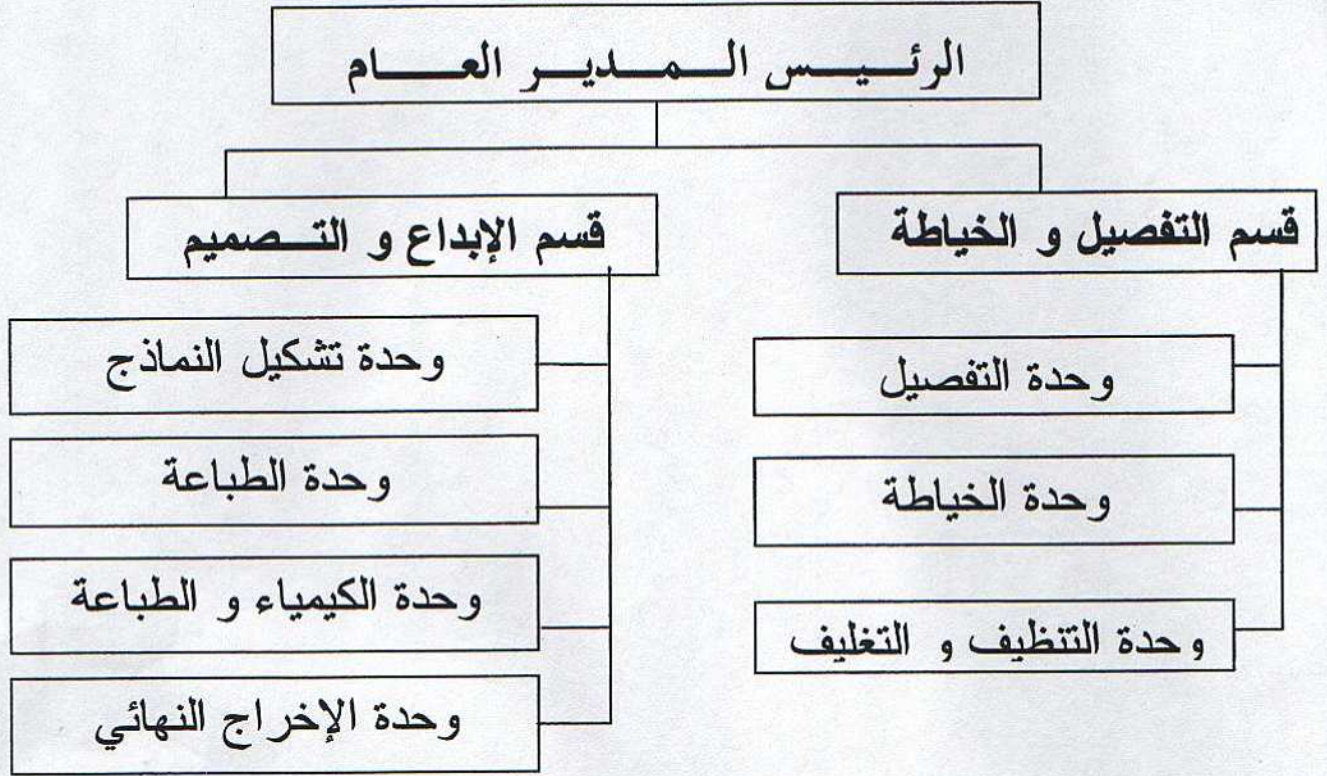 الرئيس المدير العام
قسم التفصيل و الخياطة
وحدة التفصيل
وحدة الخياطة
وحدة التنظيف و التغليف
قسم الإبداع و التصميم
وحدة تشكيل النماذج
وحدة الطباعة
وحدة الكيمياء و الطباعة
وحدة الإخراج النهائي